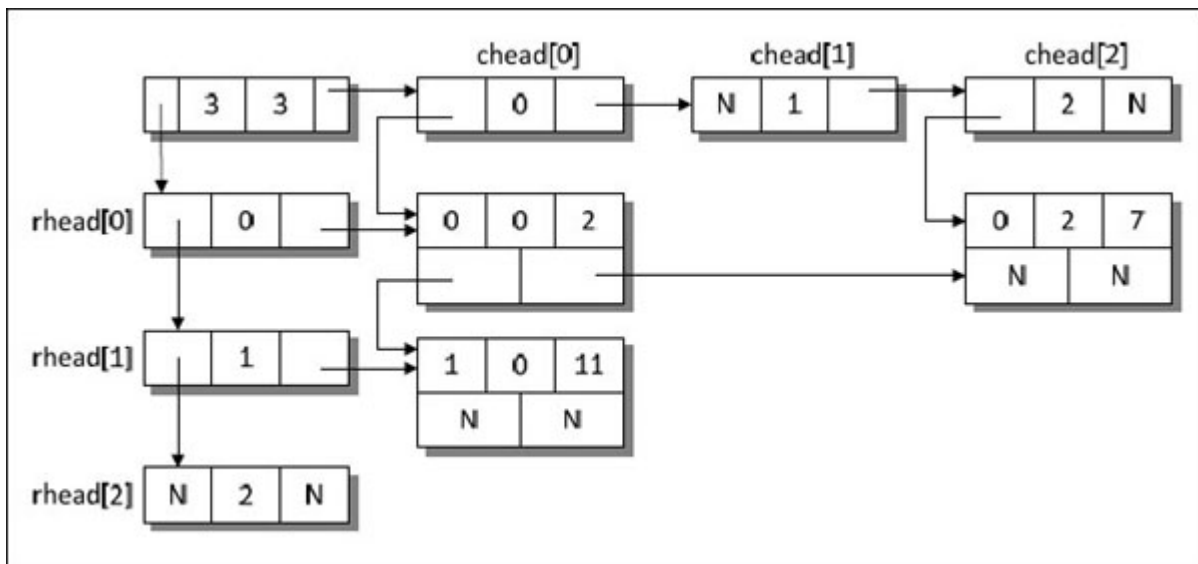 chead[0] chead[1] chead[2]
3 3 0 N 1 2 N
rhead[0] 0 0 0 2 0 2 7
N N
rhead[1] 1 1 0 11
N N
rhead[2] N 2 N